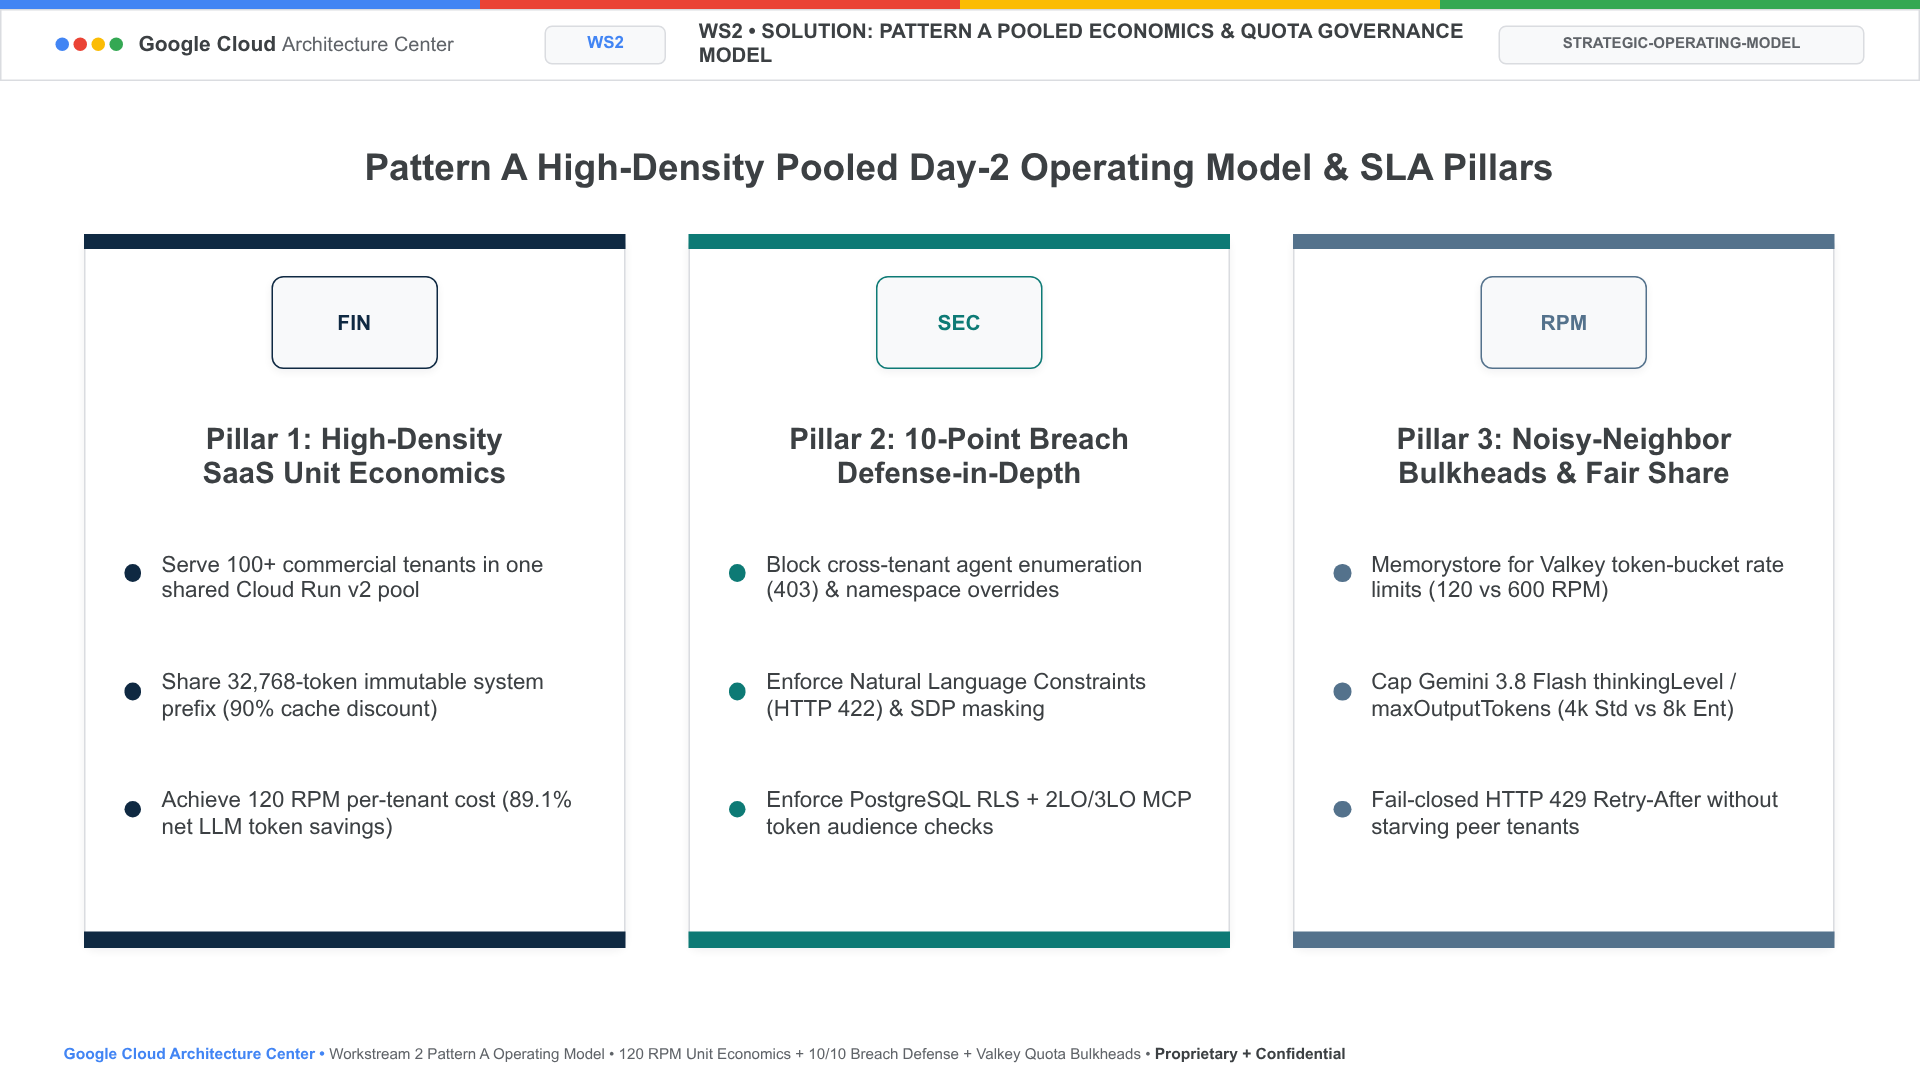 Google Cloud Architecture Center
WS2
WS2 • SOLUTION: PATTERN A POOLED ECONOMICS & QUOTA GOVERNANCE
MODEL
STRATEGIC-OPERATING-MODEL
Pattern A High-Density Pooled Day-2 Operating Model & SLA Pillars
FIN
Pillar 1: High-Density
SaaS Unit Economics
Serve 100+ commercial tenants in one
shared Cloud Run v2 pool
Share 32,768-token immutable system
prefix (90% cache discount)
Achieve 120 RPM per-tenant cost (89.1%
net LLM token savings)
SEC
Pillar 2: 10-Point Breach
Defense-in-Depth
Block cross-tenant agent enumeration
(403) & namespace overrides
Enforce Natural Language Constraints
(HTTP 422) & SDP masking
Enforce PostgreSQL RLS + 2LO/3LO MCP
token audience checks
RPM
Pillar 3: Noisy-Neighbor
Bulkheads & Fair Share
Memorystore for Valkey token-bucket rate
limits (120 vs 600 RPM)
Cap Gemini 3.8 Flash thinkingLevel /
maxOutputTokens (4k Std vs 8k Ent)
Fail-closed HTTP 429 Retry-After without
starving peer tenants
Google Cloud Architecture Center • Workstream 2 Pattern A Operating Model • 120 RPM Unit Economics + 10/10 Breach Defense + Valkey Quota Bulkheads • Proprietary + Confidential